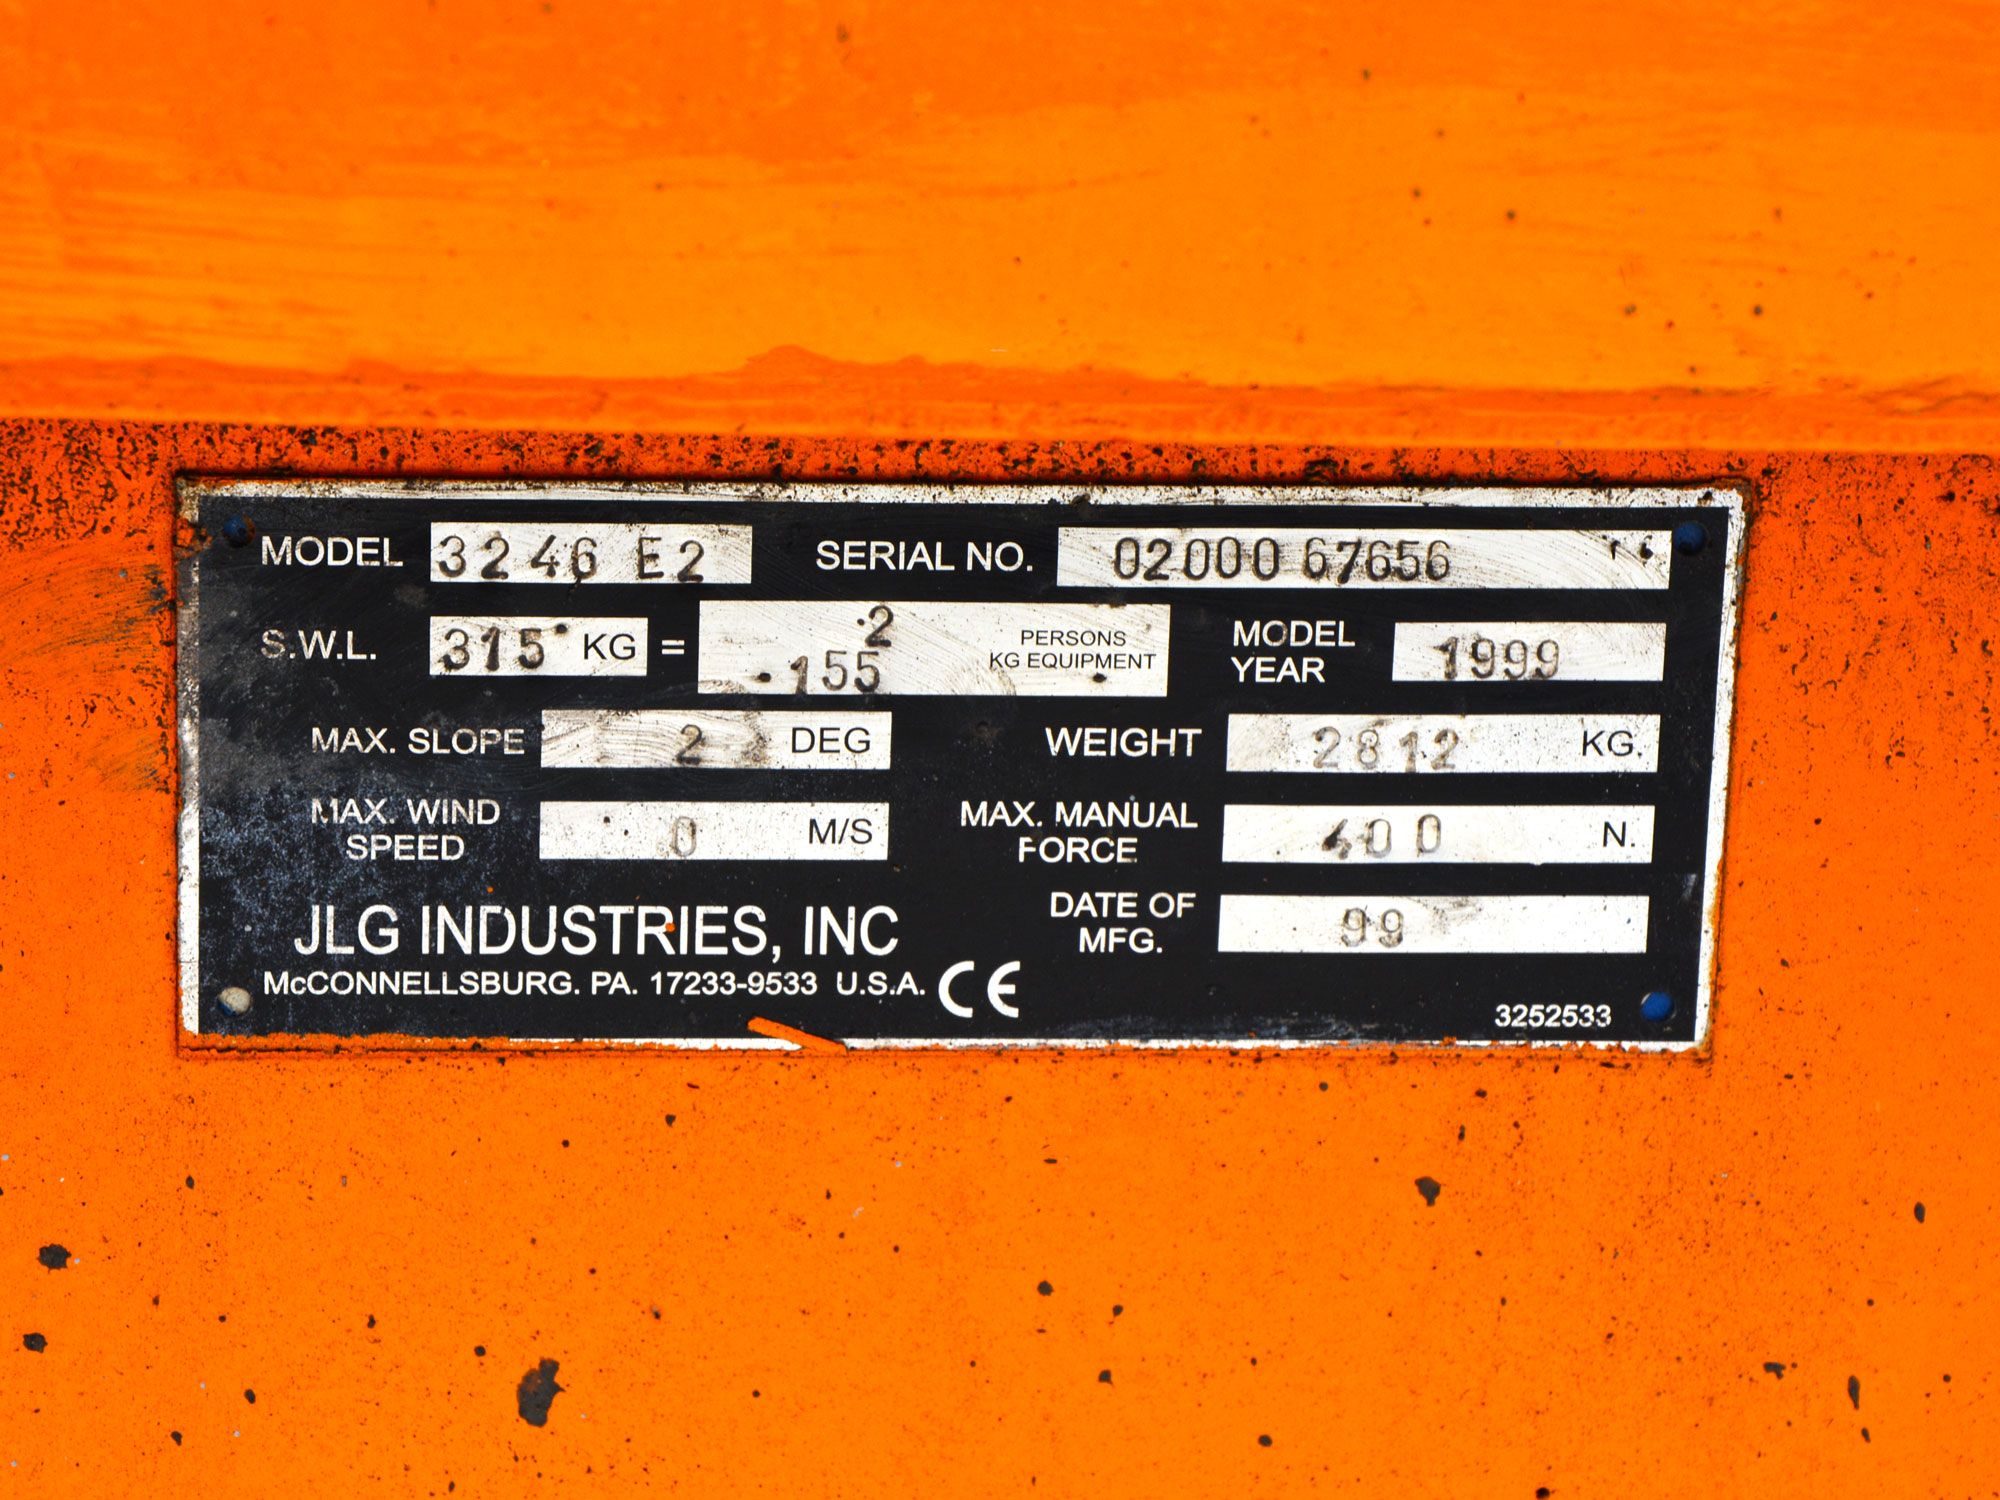 MODEL 3246 E2 SERIAL NO. 02000 67656
S.W.L. 315 KG = 2 PERSONS
155 KG EQUIPMENT
MODEL YEAR 1999
MAX. SLOPE 2 DEG WEIGHT 2812 KG.
MAX. WIND SPEED 0 M/S MAX. MANUAL FORCE 400 N.
JLG INDUSTRIES, INC DATE OF MFG. 99
McCONNELLSBURG. PA. 17233-9533 U.S.A. CE
3252533